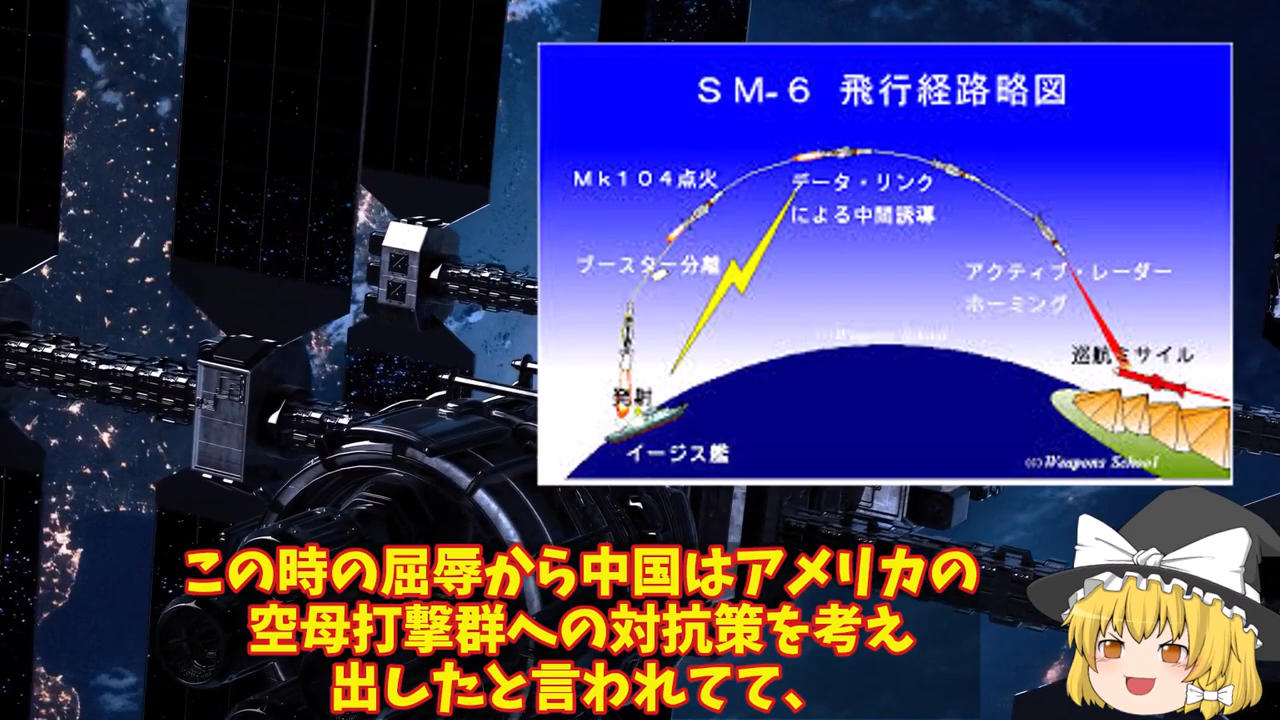 ＳＭ-６ 飛行経路略図
Ｍｋ１０４点火
データ・リンク
による中間誘導
ブースター分離
アクティブ・レーダー
ホーミング
巡航ミサイル
発射
イージス艦
(c)Weapons School
この時の屈辱から中国はアメリカの
空母打撃群への対抗策を考え
出したと言われてて、